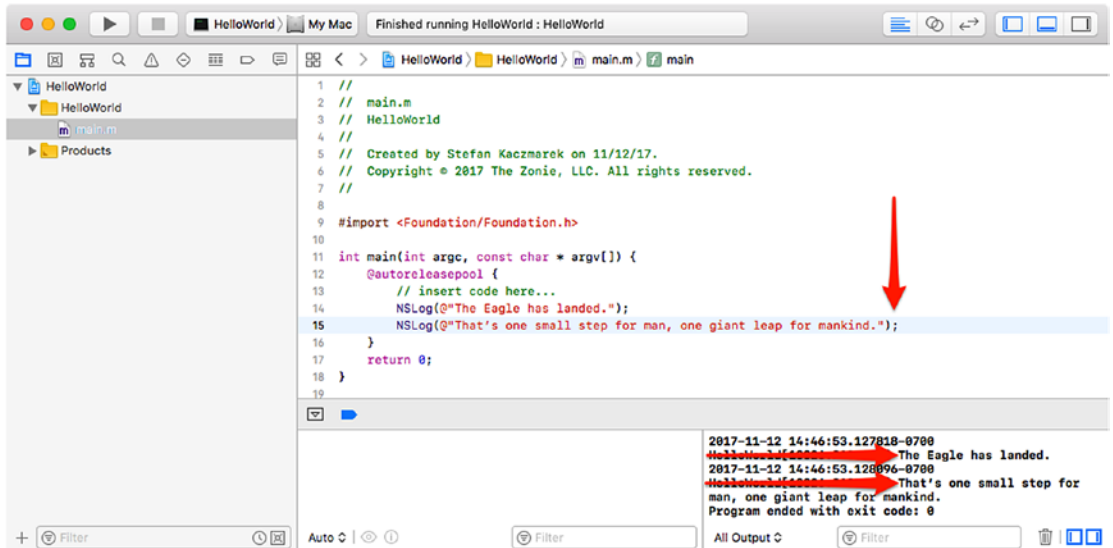 HelloWorld My Mac Finished running HelloWorld : HelloWorld
HelloWorld HelloWorld m main.m f main
HelloWorld
HelloWorld
m main.m
Products
1 //
2 // main.m
3 // HelloWorld
4 //
5 // Created by Stefan Kaczmarek on 11/12/17.
6 // Copyright © 2017 The Zonie, LLC. All rights reserved.
7 //
8
9 #import <Foundation/Foundation.h>
10
11 int main(int argc, const char * argv[]) {
12 @autoreleasepool {
13 // insert code here...
14 NSLog(@"The Eagle has landed.");
15 NSLog(@"That's one small step for man, one giant leap for mankind.");
16 }
17 return 0;
18 }
19
2017-11-12 14:46:53.127818-0700
The Eagle has landed.
2017-11-12 14:46:53.128096-0700
That's one small step for
man, one giant leap for mankind.
Program ended with exit code: 0
Filter Auto Filter All Output Filter